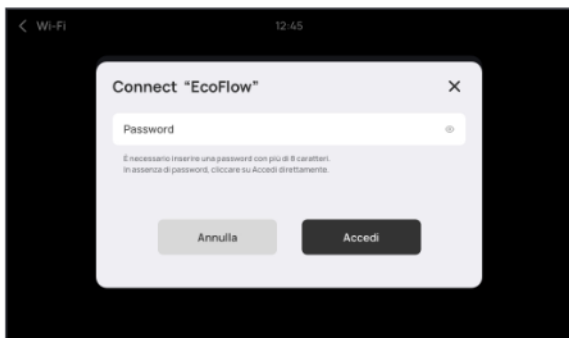 < Wi-Fi
12:45
Connect “EcoFlow”
Password
È necessario inserire una password con più di 8 caratteri.
In assenza di password, cliccare su Accedi direttamente.
Annulla
Accedi